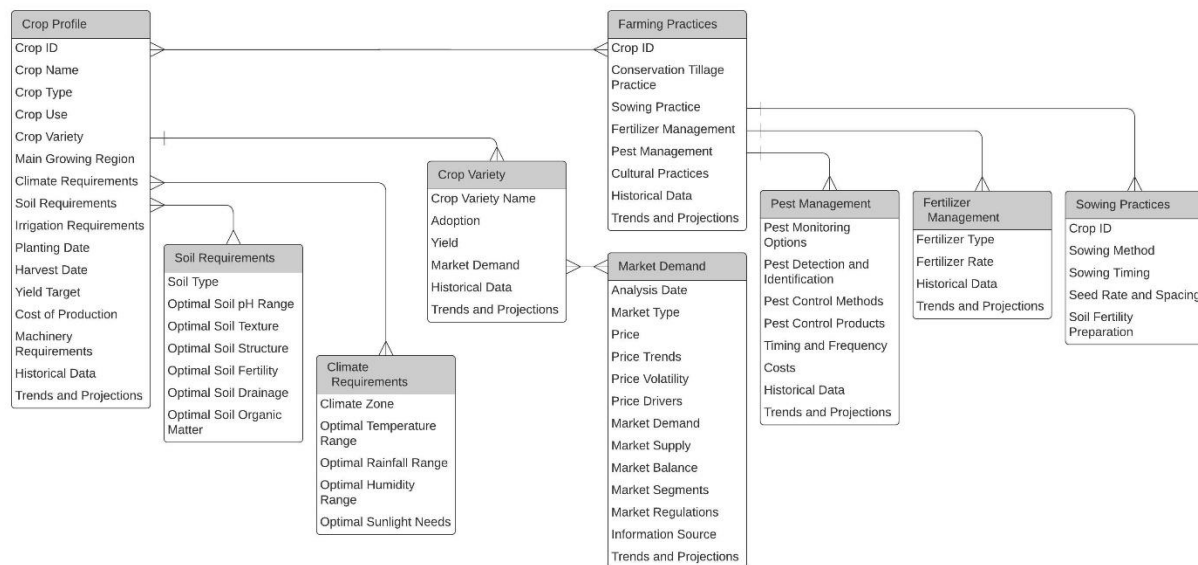 Crop Profile
Crop ID
Crop Name
Crop Type
Crop Use
Crop Variety
Main Growing Region
Climate Requirements
Soil Requirements
Irrigation Requirements
Planting Date
Harvest Date
Yield Target
Cost of Production
Machinery
Requirements
Historical Data
Trends and Projections
Soil Requirements
Soil Type
Optimal Soil pH Range
Optimal Soil Texture
Optimal Soil Structure
Optimal Soil Fertility
Optimal Soil Drainage
Optimal Soil Organic
Matter
Climate
Requirements
Climate Zone
Optimal Temperature
Range
Optimal Rainfall Range
Optimal Humidity
Range
Optimal Sunlight Needs
Crop Variety
Crop Variety Name
Adoption
Yield
Market Demand
Historical Data
Trends and Projections
Farming Practices
Crop ID
Conservation Tillage
Practice
Sowing Practice
Fertilizer Management
Pest Management
Cultural Practices
Historical Data
Trends and Projections
Market Demand
Analysis Date
Market Type
Price
Price Trends
Price Volatility
Price Drivers
Market Demand
Market Supply
Market Balance
Market Segments
Market Regulations
Information Source
Trends and Projections
Pest Management
Pest Monitoring
Options
Pest Detection and
Identification
Pest Control Methods
Pest Control Products
Timing and Frequency
Costs
Historical Data
Trends and Projections
Fertilizer
Management
Fertilizer Type
Fertilizer Rate
Historical Data
Trends and Projections
Sowing Practices
Crop ID
Sowing Method
Sowing Timing
Seed Rate and Spacing
Soil Fertility
Preparation